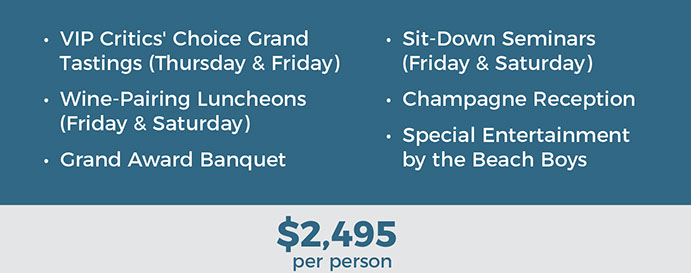 • VIP Critics' Choice Grand
Tastings (Thursday & Friday)
• Wine-Pairing Luncheons
(Friday & Saturday)
• Grand Award Banquet
• Sit-Down Seminars
(Friday & Saturday)
• Champagne Reception
• Special Entertainment
by the Beach Boys
$2,495
per person